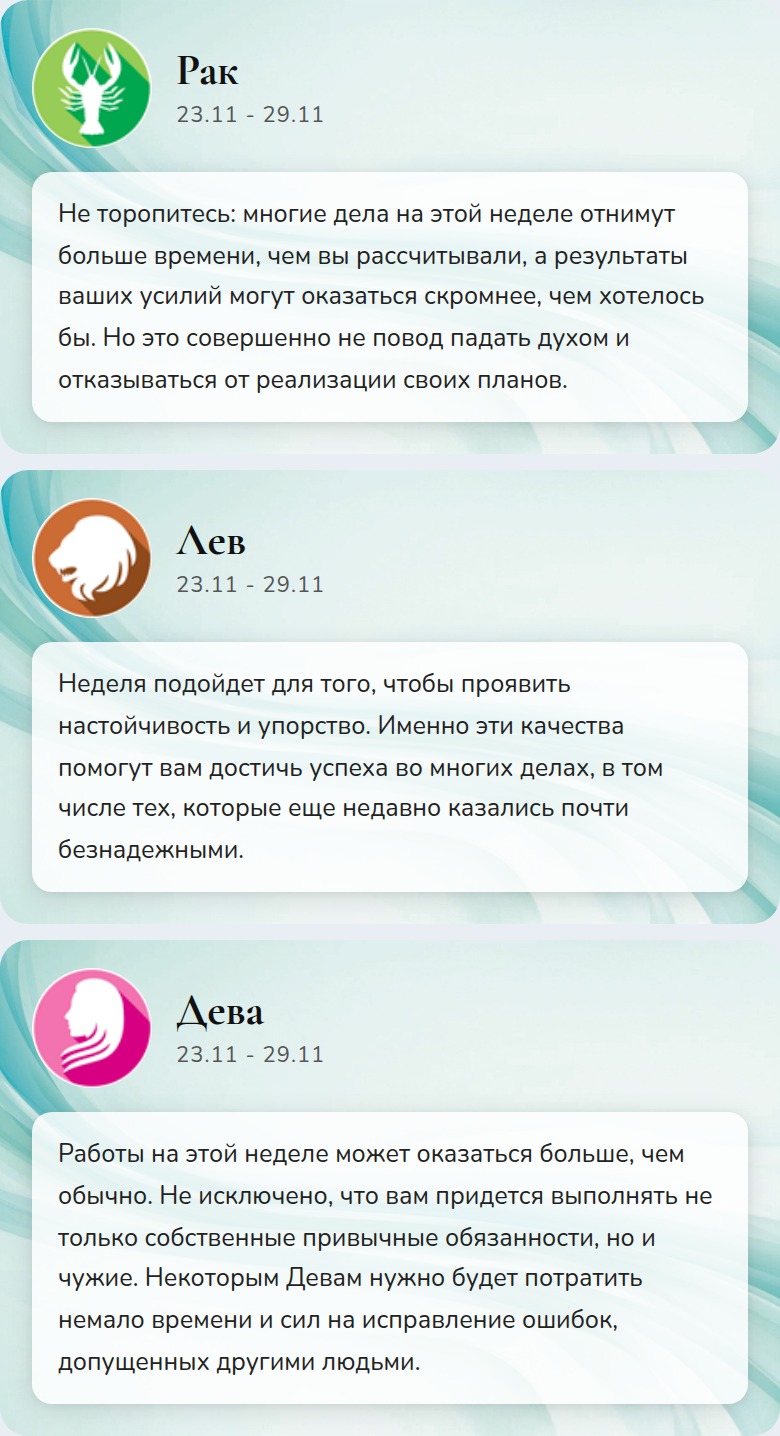 Рак
23.11 - 29.11
Не торопитесь: многие дела на этой неделе отнимут
больше времени, чем вы рассчитывали, а результаты
ваших усилий могут оказаться скромнее, чем хотелось
бы. Но это совершенно не повод падать духом и
отказываться от реализации своих планов.
Лев
23.11 - 29.11
Неделя подойдет для того, чтобы проявить
настойчивость и упорство. Именно эти качества
помогут вам достичь успеха во многих делах, в том
числе тех, которые еще недавно казались почти
безнадежными.
Дева
23.11 - 29.11
Работы на этой неделе может оказаться больше, чем
обычно. Не исключено, что вам придется выполнять не
только собственные привычные обязанности, но и
чужие. Некоторым Девам нужно будет потратить
немало времени и сил на исправление ошибок,
допущенных другими людьми.